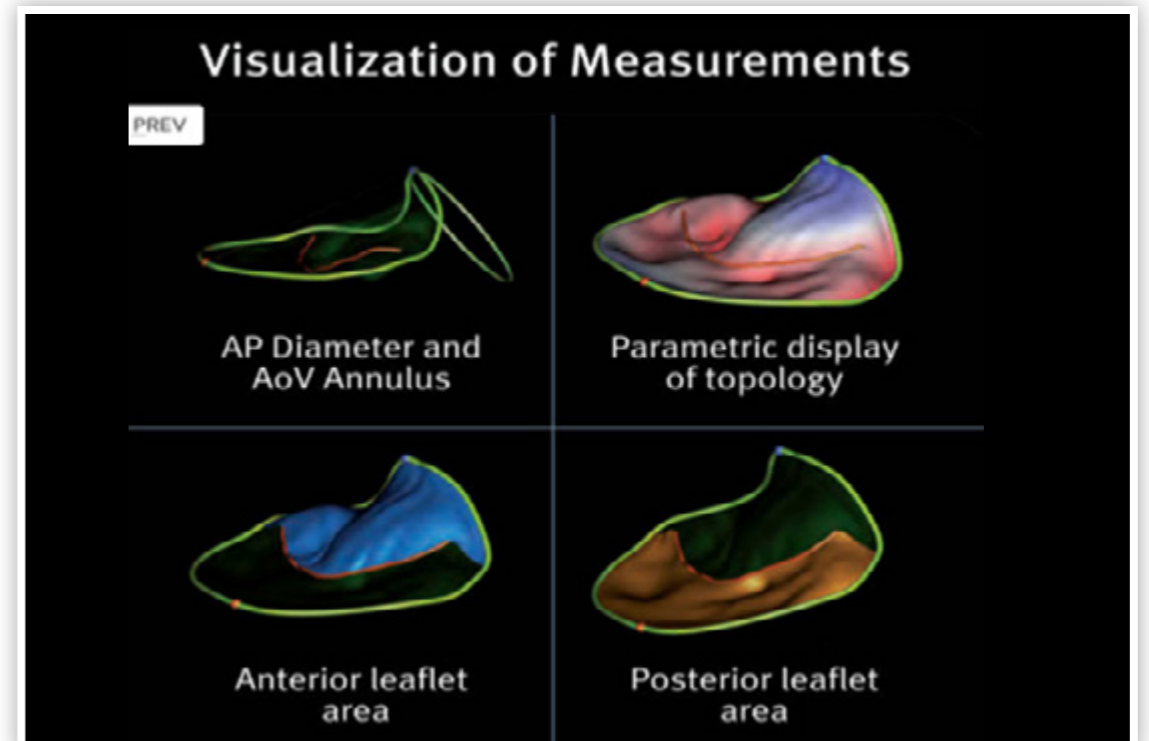 Visualization of Measurements
PREV
AP Diameter and
AoV Annulus
Parametric display
of topology
Anterior leaflet
area
Posterior leaflet
area